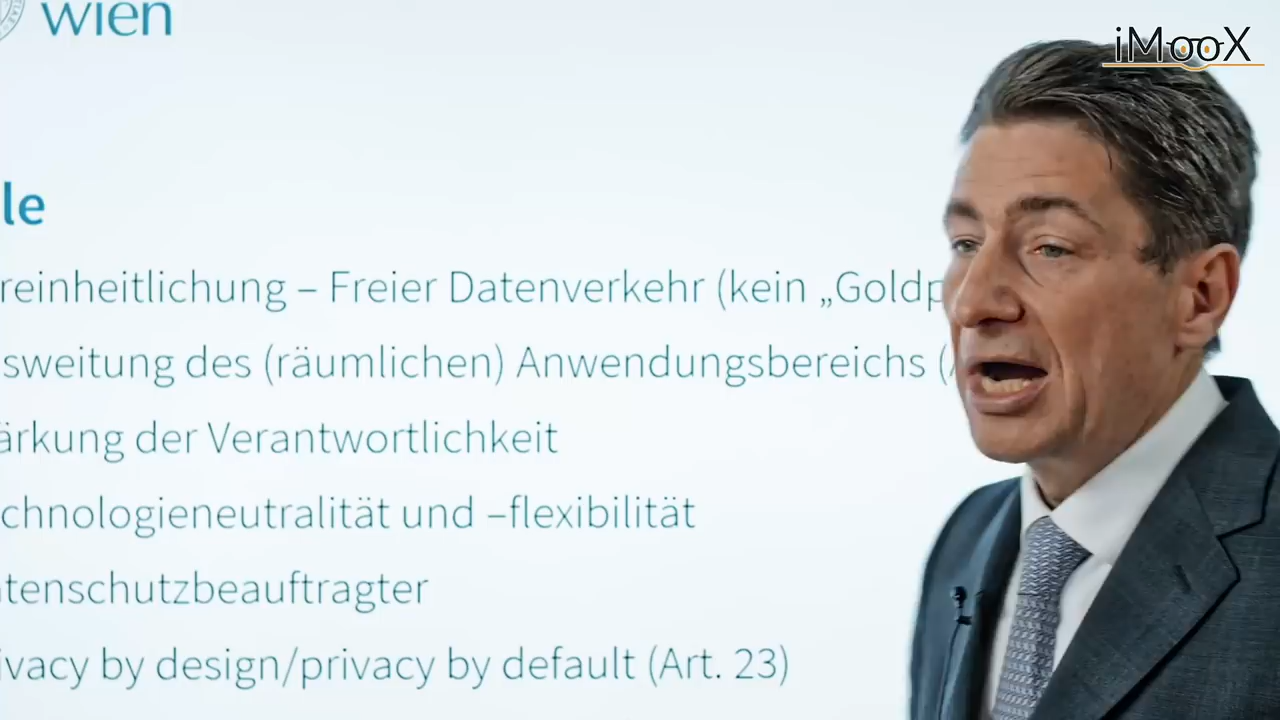 wien
iMooX
le
reinheitlichung – Freier Datenverkehr (kein „Goldp
sweitung des (räumlichen) Anwendungsbereichs (
ärkung der Verantwortlichkeit
chnologieneutralität und –flexibilität
tenschutzbeauftragter
ivacy by design/privacy by default (Art. 23)